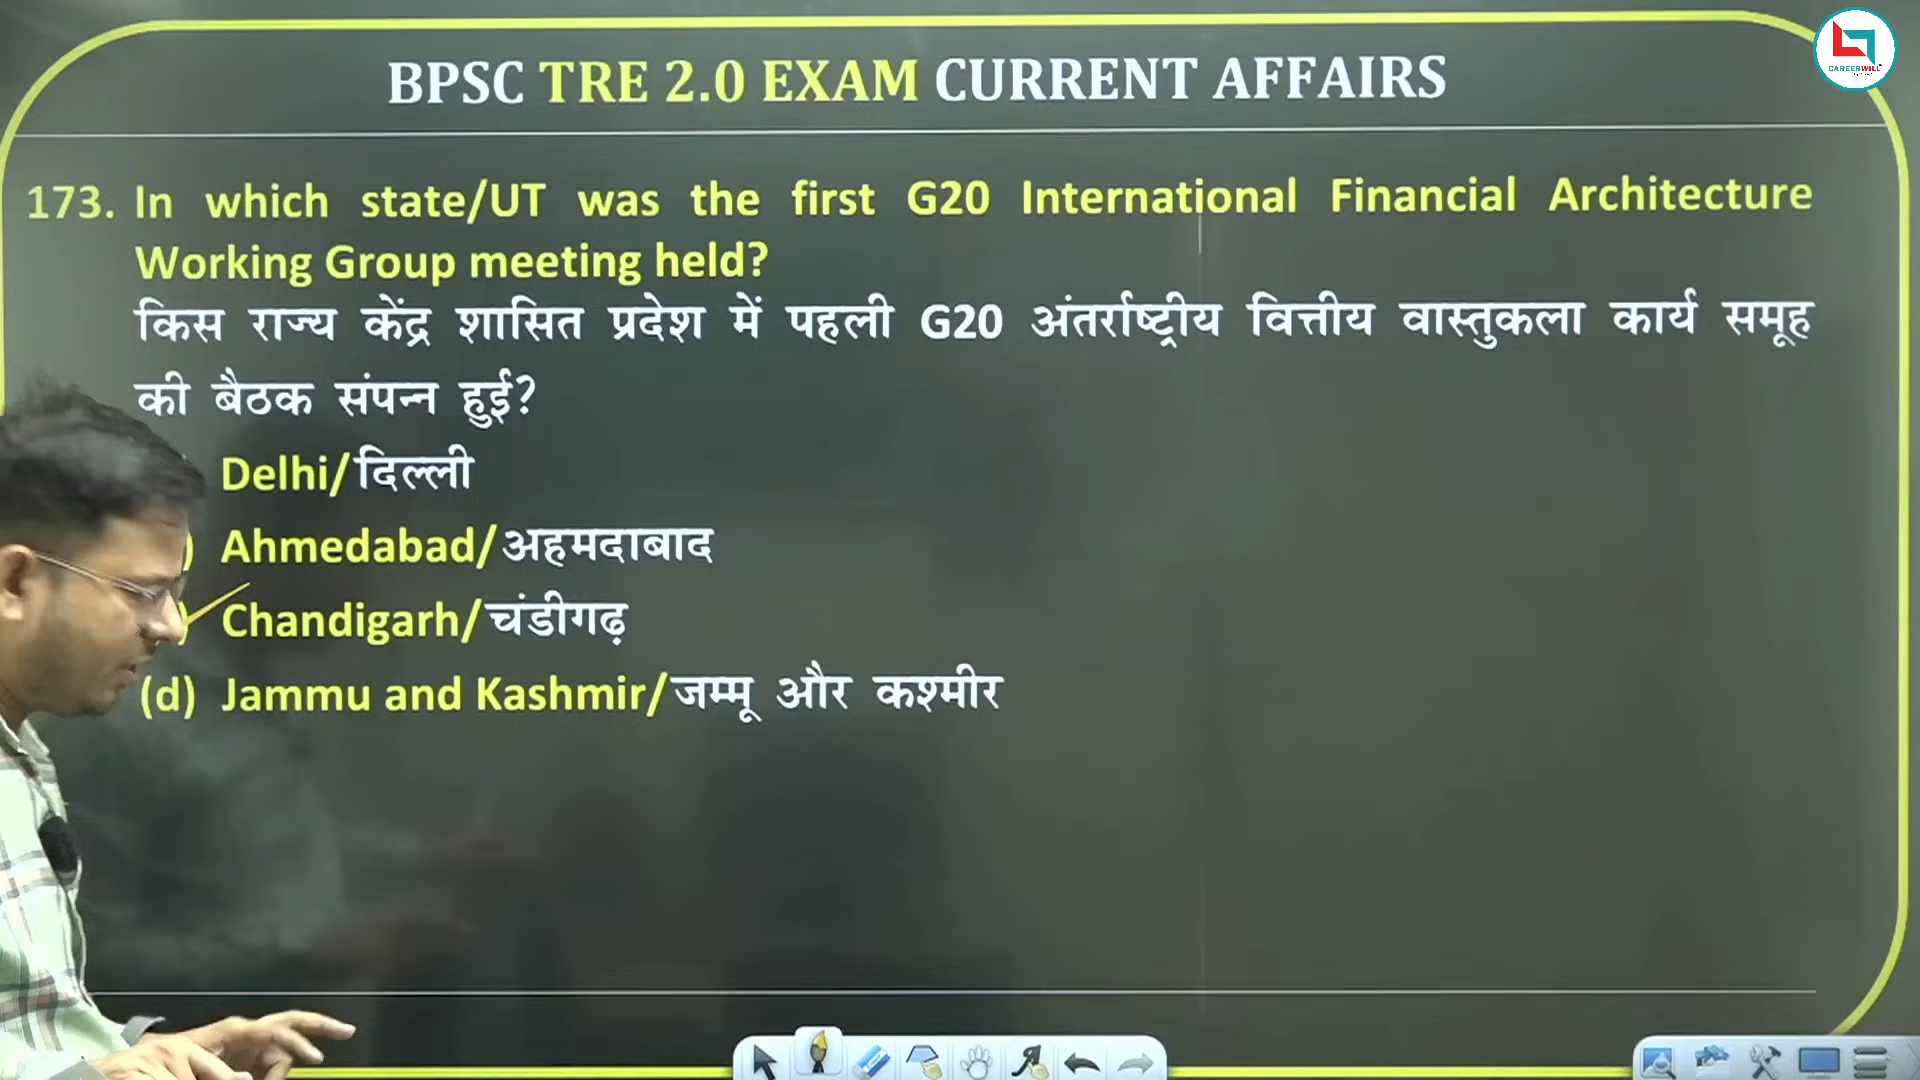 CAREERWILL
BPSC TRE 2.0 EXAM CURRENT AFFAIRS
173. In which state/UT was the first G20 International Financial Architecture
Working Group meeting held?
किस राज्य केंद्र शासित प्रदेश में पहली G20 अंतर्राष्ट्रीय वित्तीय वास्तुकला कार्य समूह
की बैठक संपन्न हुई?
Delhi/दिल्ली
) Ahmedabad/अहमदाबाद
) Chandigarh/चंडीगढ़
(d) Jammu and Kashmir/जम्मू और कश्मीर